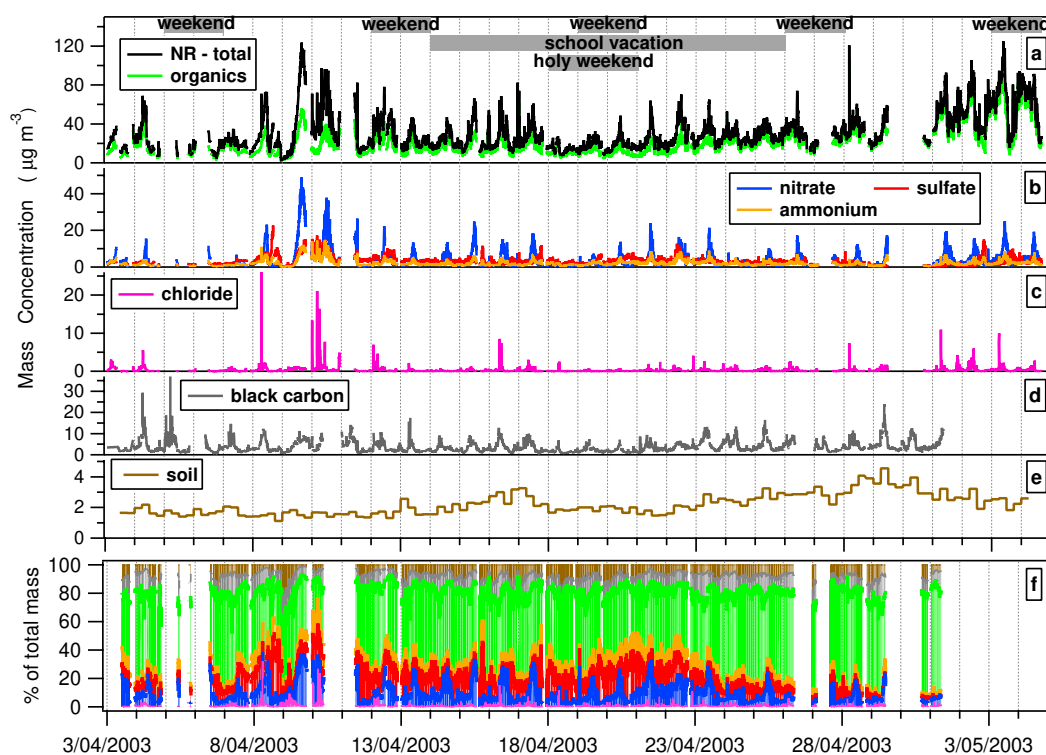 weekend weekend weekend weekend weekend
school vacation
holy weekend
120
80
40
0
NR - total
organics
a
Mass Concentration ( µg m-3)
40
20
0
nitrate sulfate
ammonium
b
20
10
0
chloride
c
30
20
10
0
black carbon
d
4
2
0
soil
e
% of total mass
100
80
60
40
20
0
f
3/04/2003 8/04/2003 13/04/2003 18/04/2003 23/04/2003 28/04/2003 3/05/2003